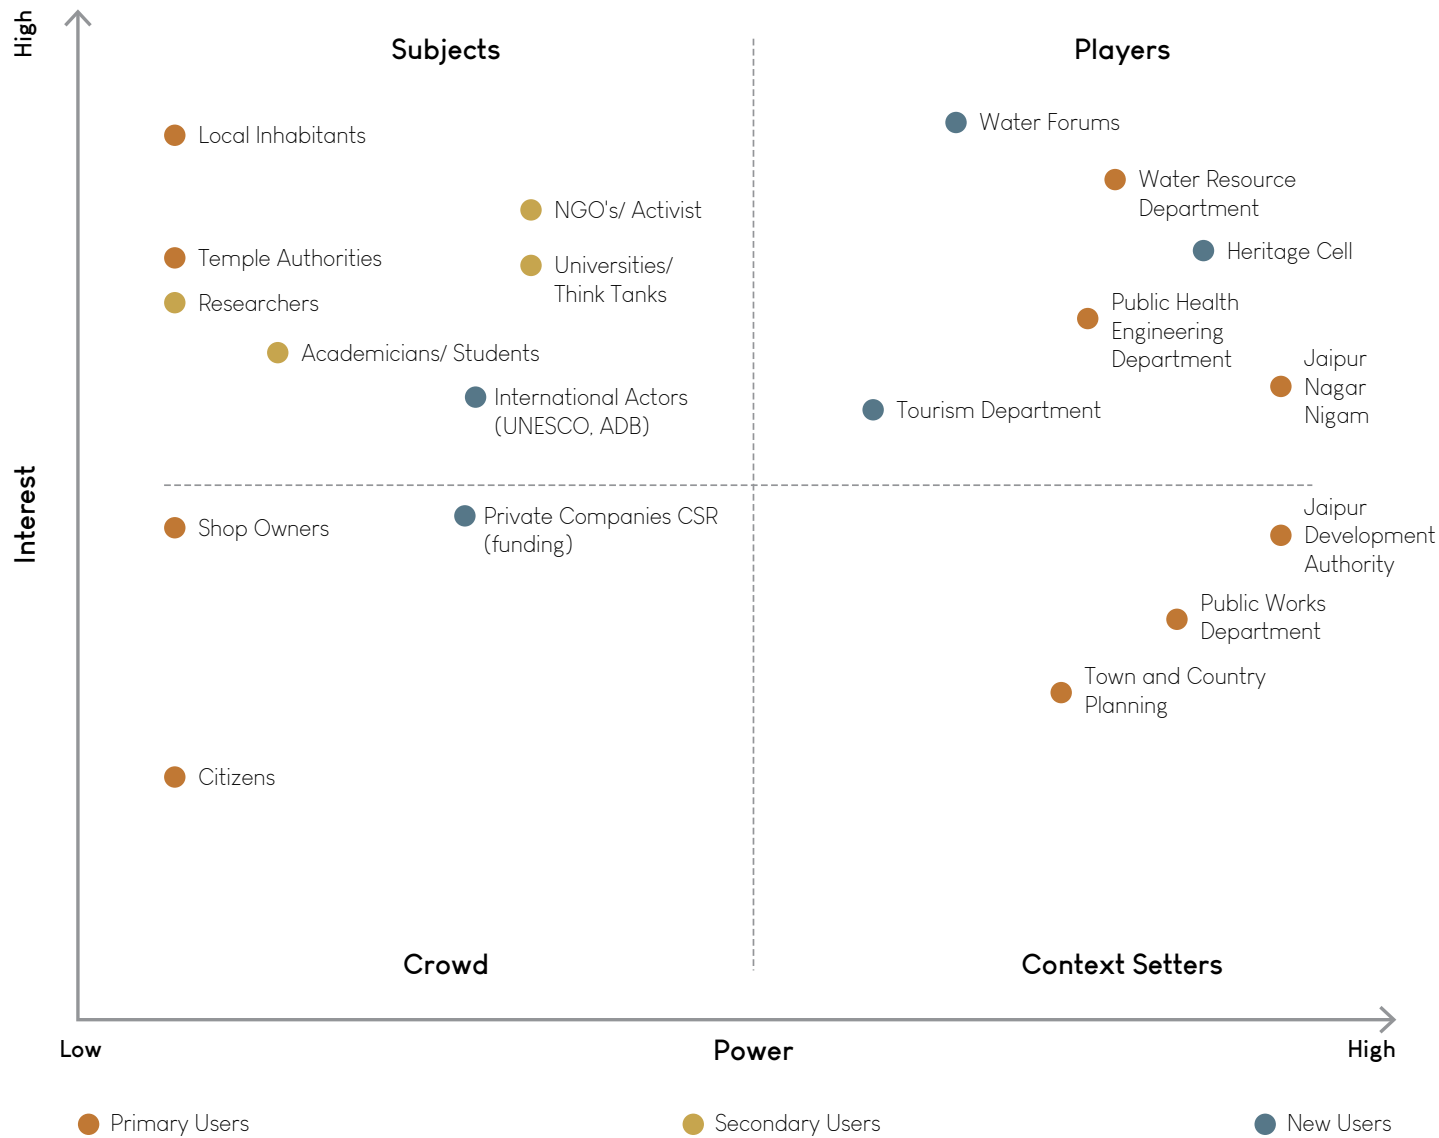 High
Subjects
Players
Local Inhabitants
Water Forums
Water Resource
Department
NGO's/ Activist
Temple Authorities
Universities/
Think Tanks
Heritage Cell
Researchers
Public Health
Engineering
Department
Academicians/ Students
Jaipur
Nagar
Nigam
International Actors
(UNESCO, ADB)
Tourism Department
Interest
Shop Owners
Private Companies CSR
(funding)
Jaipur
Development
Authority
Public Works
Department
Town and Country
Planning
Citizens
Crowd
Context Setters
Low
Power
High
Primary Users
Secondary Users
New Users